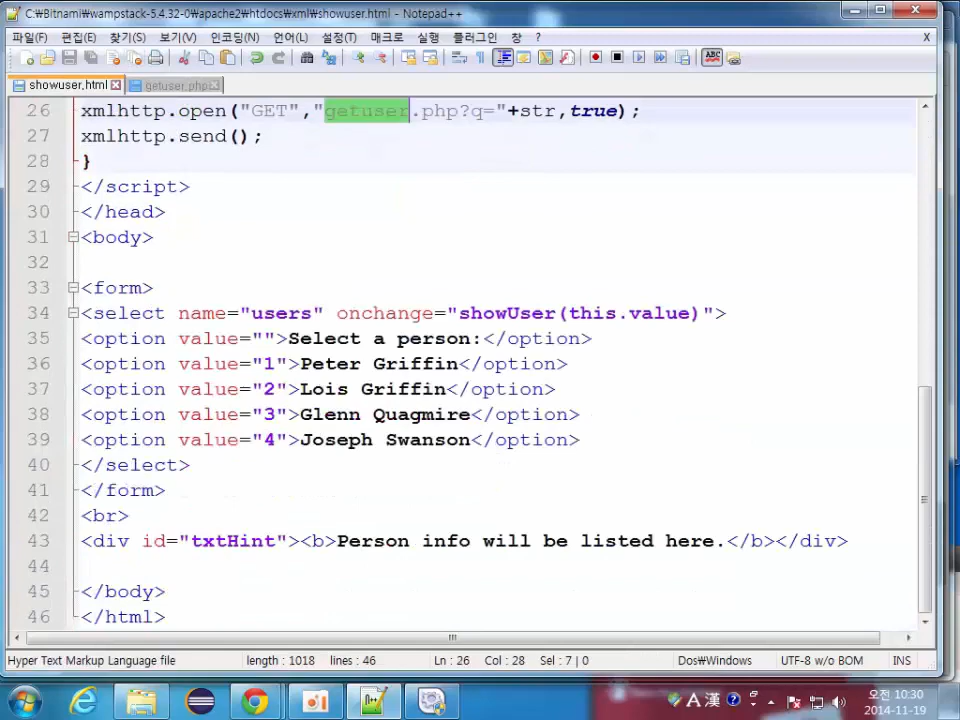 C:₩Bitnami₩wampstack-5.4.32-0₩apache2₩htdocs₩xml₩showuser.html - Notepad++
파일(F) 편집(E) 찾기(S) 보기(V) 인코딩(N) 언어(L) 설정(T) 매크로 실행 플러그인 창 ? X
showuser.html getuser.php
26 xmlhttp.open("GET","getuser.php?q="+str,true);
27 xmlhttp.send();
28 }
29 </script>
30 </head>
31 <body>
32
33 <form>
34 <select name="users" onchange="showUser(this.value)">
35 <option value="">Select a person:</option>
36 <option value="1">Peter Griffin</option>
37 <option value="2">Lois Griffin</option>
38 <option value="3">Glenn Quagmire</option>
39 <option value="4">Joseph Swanson</option>
40 </select>
41 </form>
42 <br>
43 <div id="txtHint"><b>Person info will be listed here.</b></div>
44
45 </body>
46 </html>
Hyper Text Markup Language file length : 1018 lines : 46 Ln : 26 Col : 28 Sel : 7 | 0 Dos₩Windows UTF-8 w/o BOM INS
A 漢 오전 10:30
2014-11-19